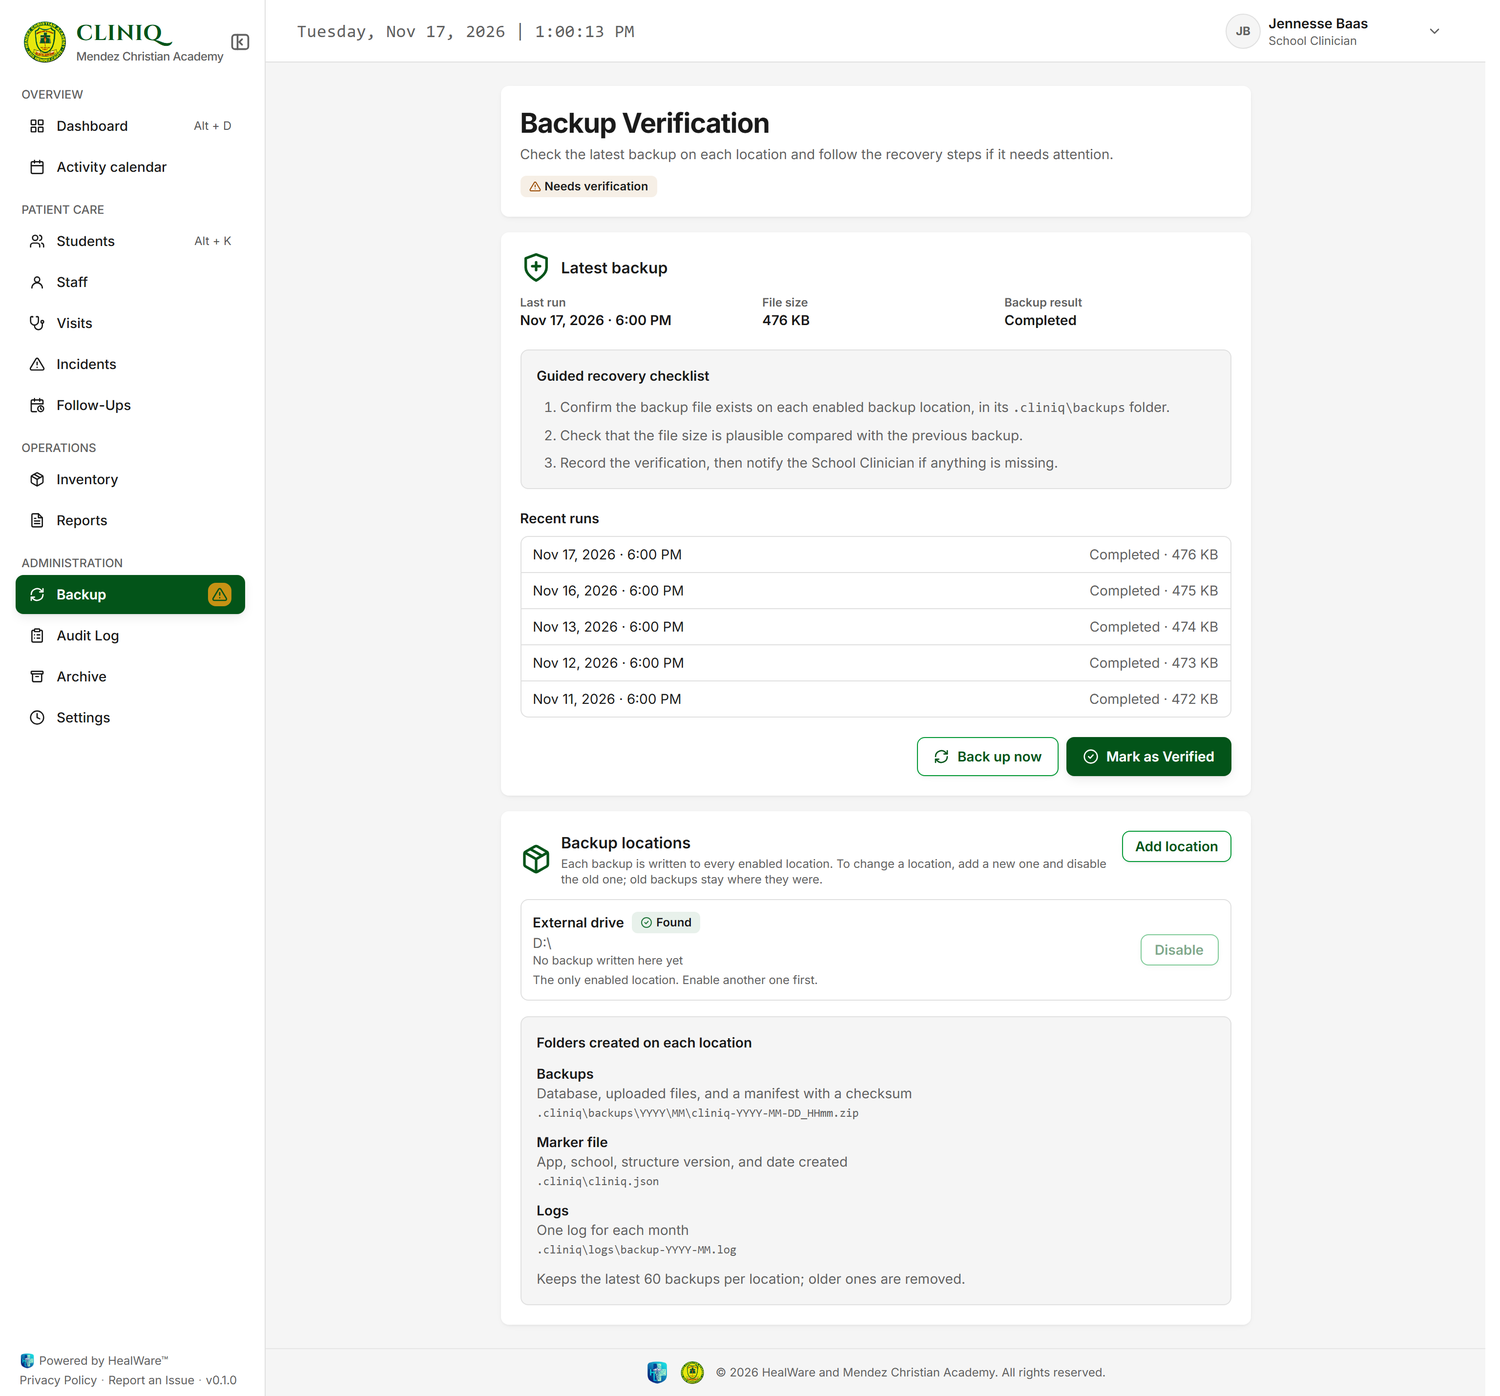 CLINIQ
Mendez Christian Academy
OVERVIEW
Dashboard Alt + D
Activity calendar
PATIENT CARE
Students Alt + K
Staff
Visits
Incidents
Follow-Ups
OPERATIONS
Inventory
Reports
ADMINISTRATION
Backup
Audit Log
Archive
Settings
Powered by HealWare™
Privacy Policy · Report an Issue · v0.1.0
Tuesday, Nov 17, 2026 | 1:00:13 PM
JB
Jennesse Baas
School Clinician
Backup Verification
Check the latest backup on each location and follow the recovery steps if it needs attention.
Needs verification
Latest backup
Last run
Nov 17, 2026 · 6:00 PM
File size
476 KB
Backup result
Completed
Guided recovery checklist
1. Confirm the backup file exists on each enabled backup location, in its .cliniq\backups folder.
2. Check that the file size is plausible compared with the previous backup.
3. Record the verification, then notify the School Clinician if anything is missing.
Recent runs
Nov 17, 2026 · 6:00 PM Completed · 476 KB
Nov 16, 2026 · 6:00 PM Completed · 475 KB
Nov 13, 2026 · 6:00 PM Completed · 474 KB
Nov 12, 2026 · 6:00 PM Completed · 473 KB
Nov 11, 2026 · 6:00 PM Completed · 472 KB
Back up now
Mark as Verified
Backup locations
Each backup is written to every enabled location. To change a location, add a new one and disable
the old one; old backups stay where they were.
Add location
External drive Found
D:\
No backup written here yet
The only enabled location. Enable another one first.
Disable
Folders created on each location
Backups
Database, uploaded files, and a manifest with a checksum
.cliniq\backups\YYYY\MM\cliniq-YYYY-MM-DD_HHmm.zip
Marker file
App, school, structure version, and date created
.cliniq\cliniq.json
Logs
One log for each month
.cliniq\logs\backup-YYYY-MM.log
Keeps the latest 60 backups per location; older ones are removed.
© 2026 HealWare and Mendez Christian Academy. All rights reserved.